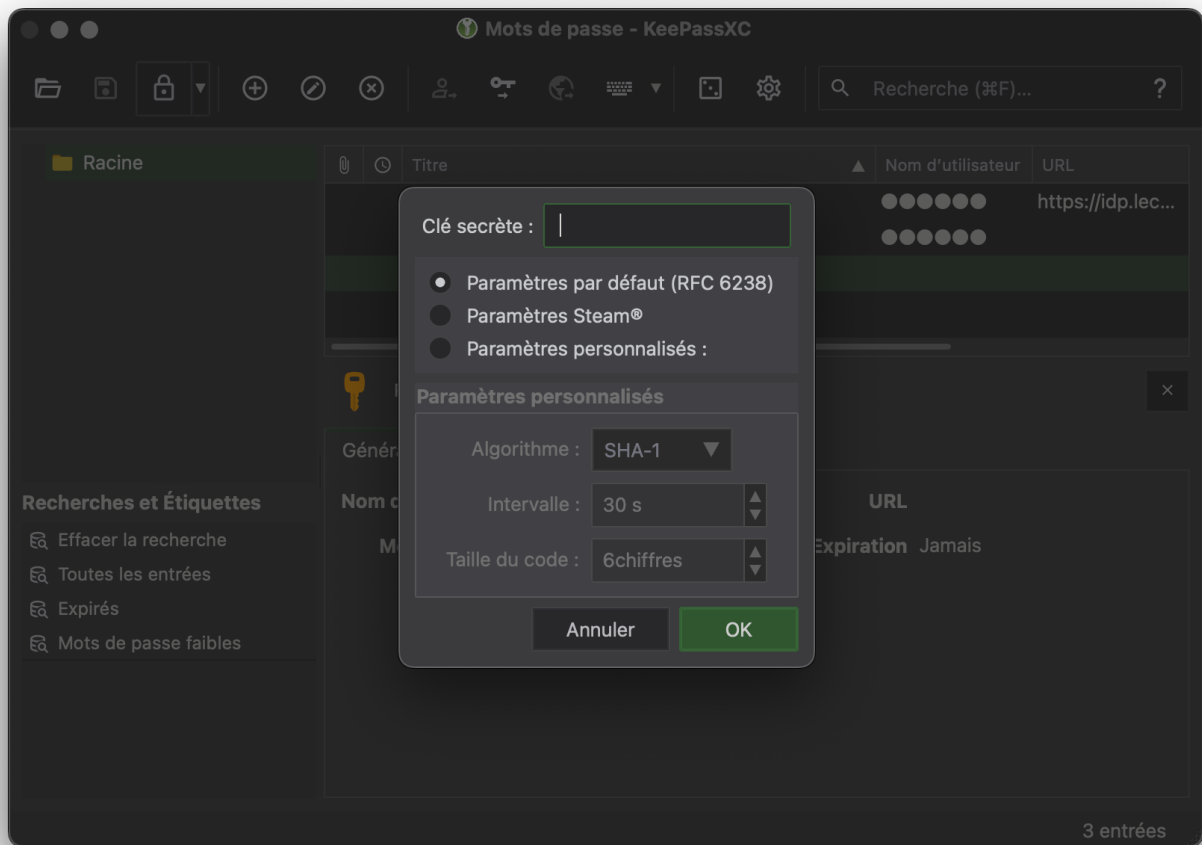 Mots de passe - KeePassXC
Recherche (⌘F)... ?
Racine
Titre ▲ Nom d'utilisateur URL
●●●●●● https://idp.lec...
●●●●●●
Clé secrète :
Paramètres par défaut (RFC 6238)
Paramètres Steam®
Paramètres personnalisés :
Paramètres personnalisés
Algorithme : SHA-1
Intervalle : 30 s
Taille du code : 6chiffres
Annuler OK
URL
Expiration Jamais
Recherches et Étiquettes
Effacer la recherche
Toutes les entrées
Expirés
Mots de passe faibles
3 entrées